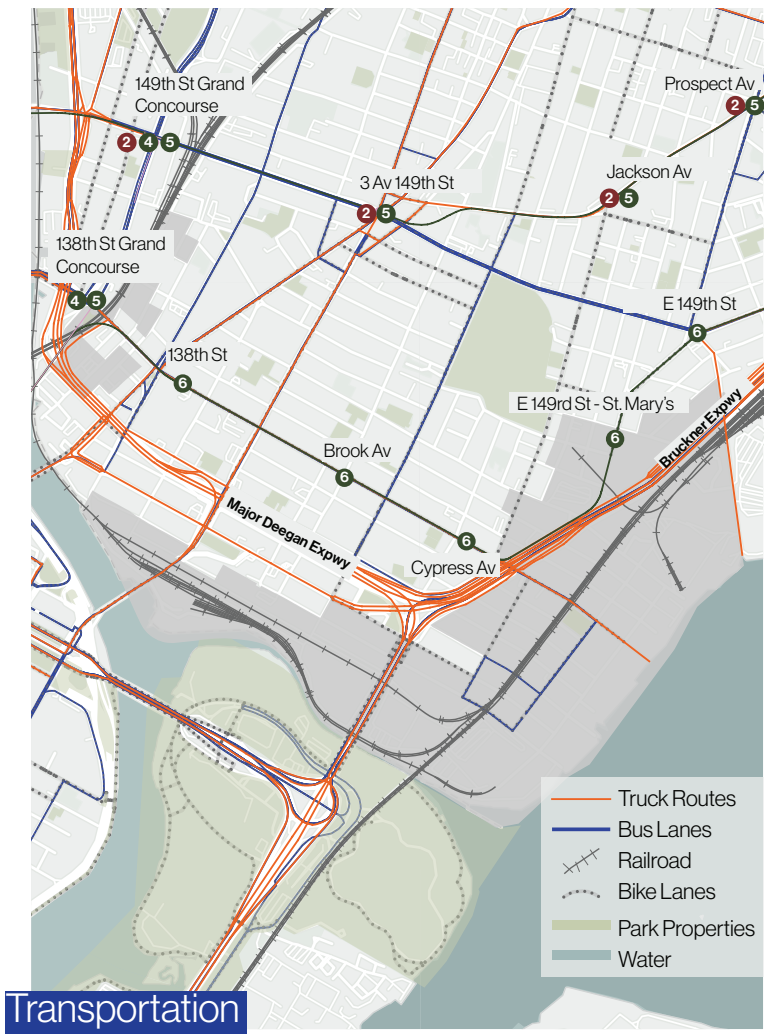 149th St Grand
Concourse
2 4 5
Prospect Av
2 5
3 Av 149th St
2 5
Jackson Av
2 5
138th St Grand
Concourse
4 5
E 149th St
6
138th St
6
E 149rd St - St. Mary's
6
Bruckner Expwy
Brook Av
6
Major Deegan Expwy
6
Cypress Av
Truck Routes
Bus Lanes
Railroad
Bike Lanes
Park Properties
Water
Transportation